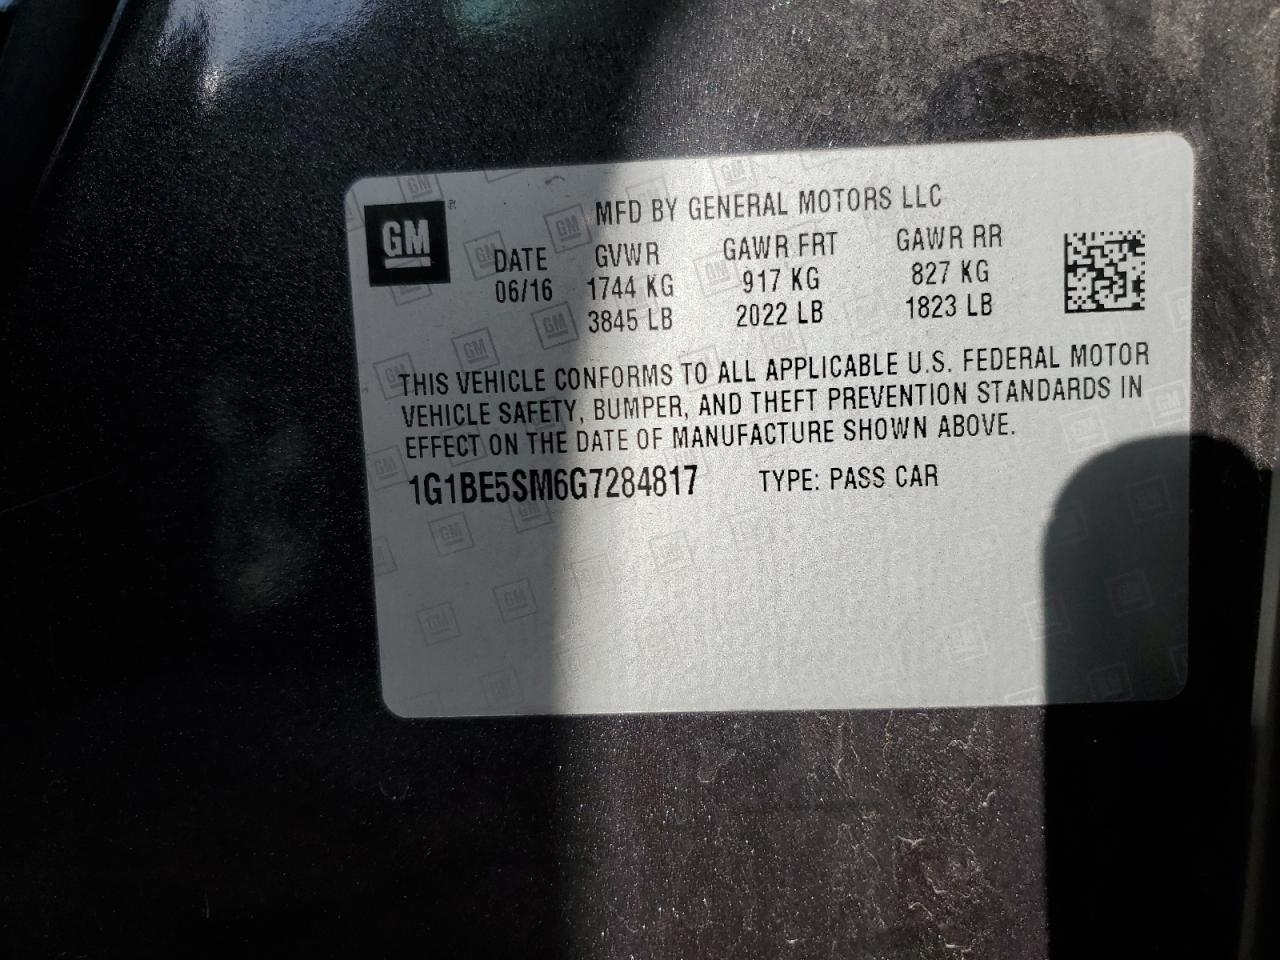 GM
MFD BY GENERAL MOTORS LLC
DATE GVWR GAWR FRT GAWR RR
06/16 1744 KG 917 KG 827 KG
3845 LB 2022 LB 1823 LB
THIS VEHICLE CONFORMS TO ALL APPLICABLE U.S. FEDERAL MOTOR
VEHICLE SAFETY, BUMPER, AND THEFT PREVENTION STANDARDS IN
EFFECT ON THE DATE OF MANUFACTURE SHOWN ABOVE.
1G1BE5SM6G7284817 TYPE: PASS CAR